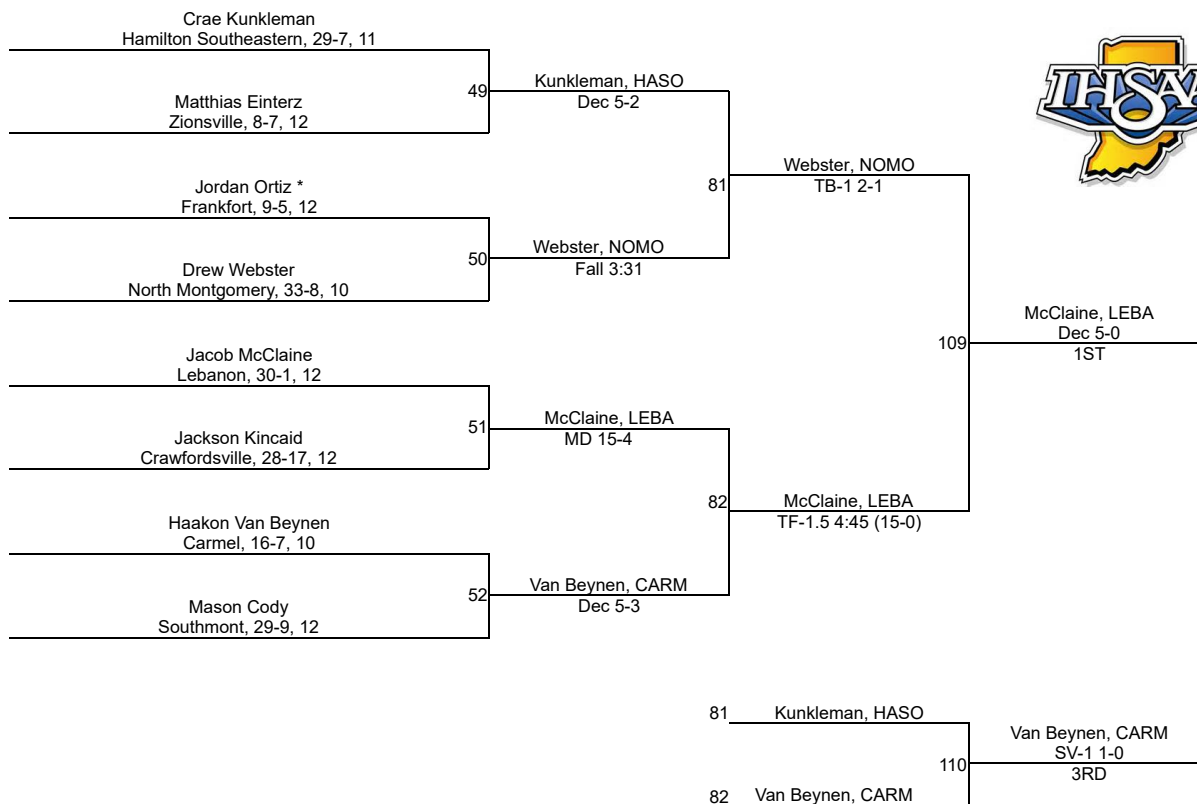 Crae Kunkleman
Hamilton Southeastern, 29-7, 11
49
Kunkleman, HASO
Dec 5-2
Matthias Einterz
Zionsville, 8-7, 12
81
Webster, NOMO
TB-1 2-1
Jordan Ortiz *
Frankfort, 9-5, 12
50
Webster, NOMO
Fall 3:31
Drew Webster
North Montgomery, 33-8, 10
109
McClaine, LEBA
Dec 5-0
1ST
Jacob McClaine
Lebanon, 30-1, 12
51
McClaine, LEBA
MD 15-4
Jackson Kincaid
Crawfordsville, 28-17, 12
82
McClaine, LEBA
TF-1.5 4:45 (15-0)
Haakon Van Beynen
Carmel, 16-7, 10
52
Van Beynen, CARM
Dec 5-3
Mason Cody
Southmont, 29-9, 12
81
Kunkleman, HASO
110
Van Beynen, CARM
SV-1 1-0
3RD
82
Van Beynen, CARM
IHSAA